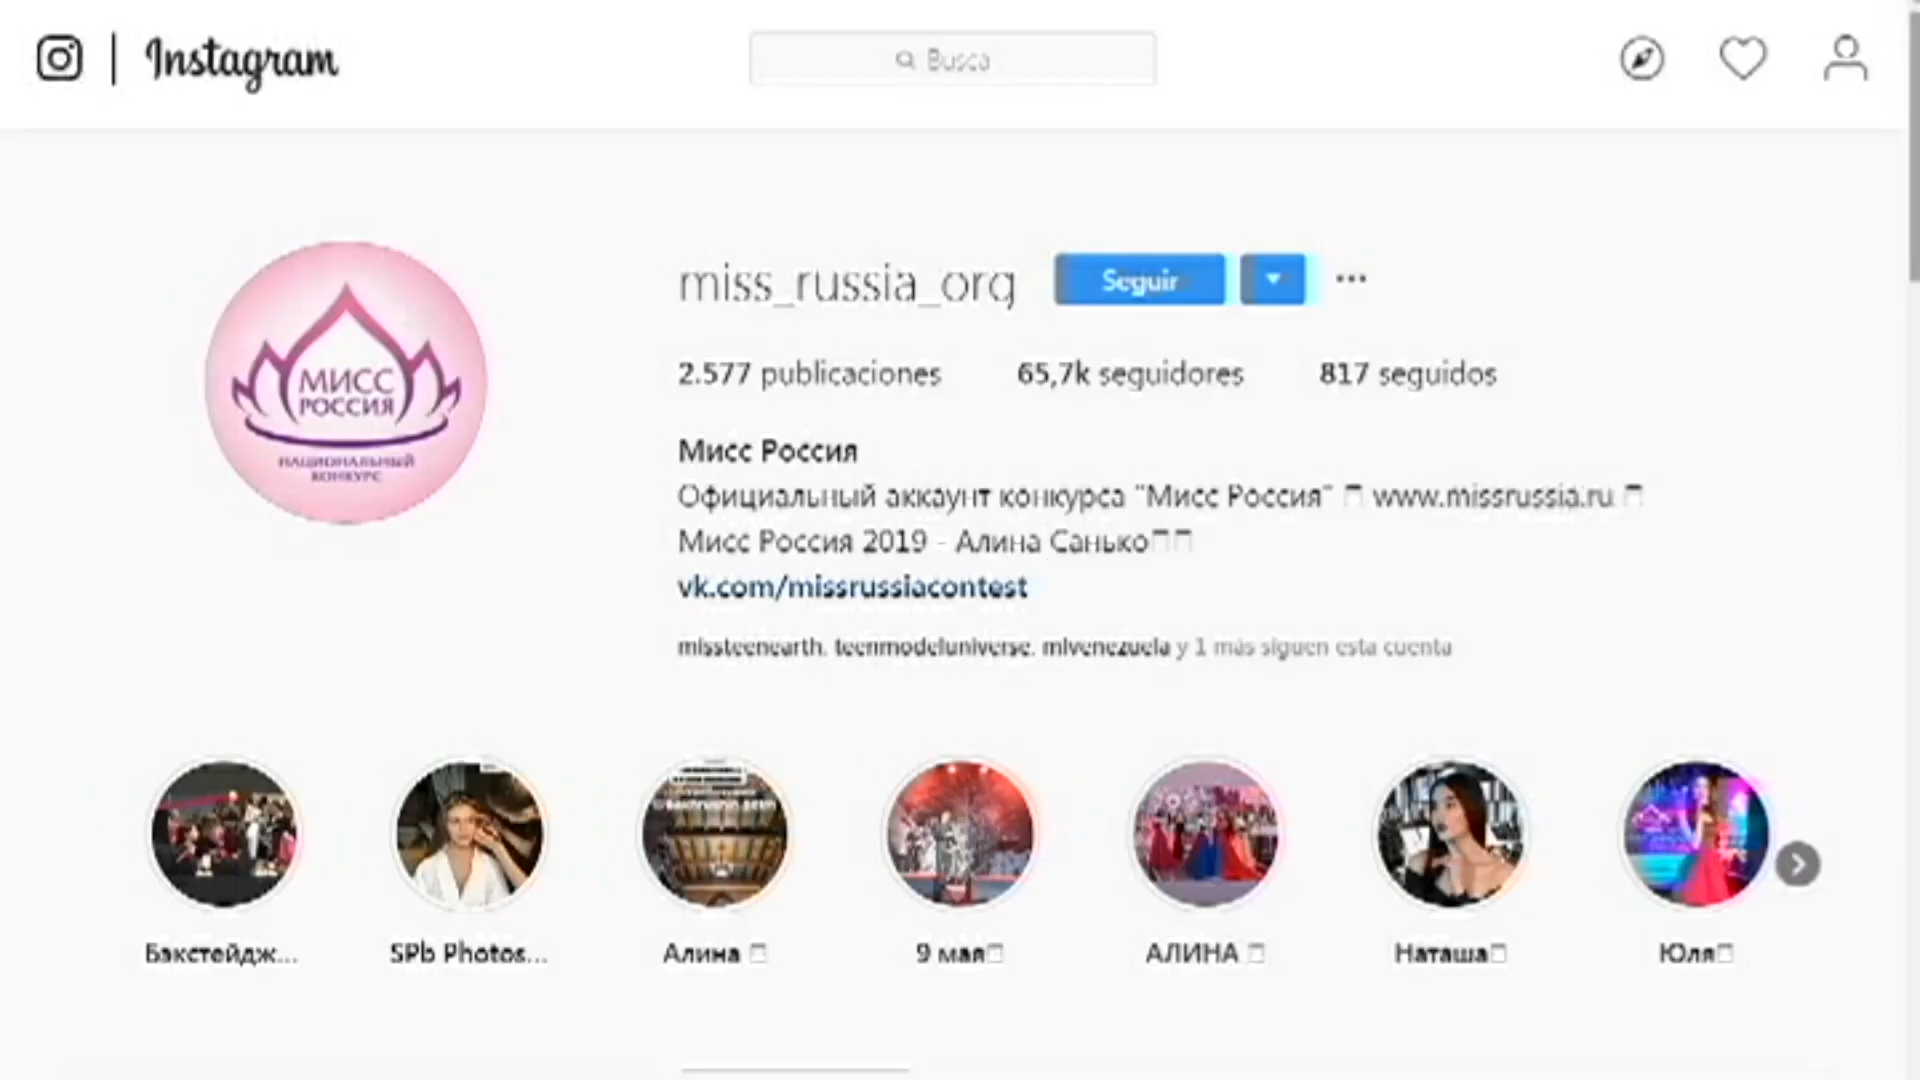 Instagram
Busca
МИСС
РОССИЯ
НАЦИОНАЛЬНЫЙ
КОНКУРС
miss_russia_org
Seguir
2.577 publicaciones 65,7k seguidores 817 seguidos
Мисс Россия
Официальный аккаунт конкурса "Мисс Россия" www.missrussia.ru
Мисс Россия 2019 - Алина Санько
vk.com/missrussiacontest
missteenearth, teenmodeluniverse, mlvenezuela y 1 más siguen esta cuenta
Бэкстейдж... SPb Photos... Алина 9 мая АЛИНА Наташа Юля